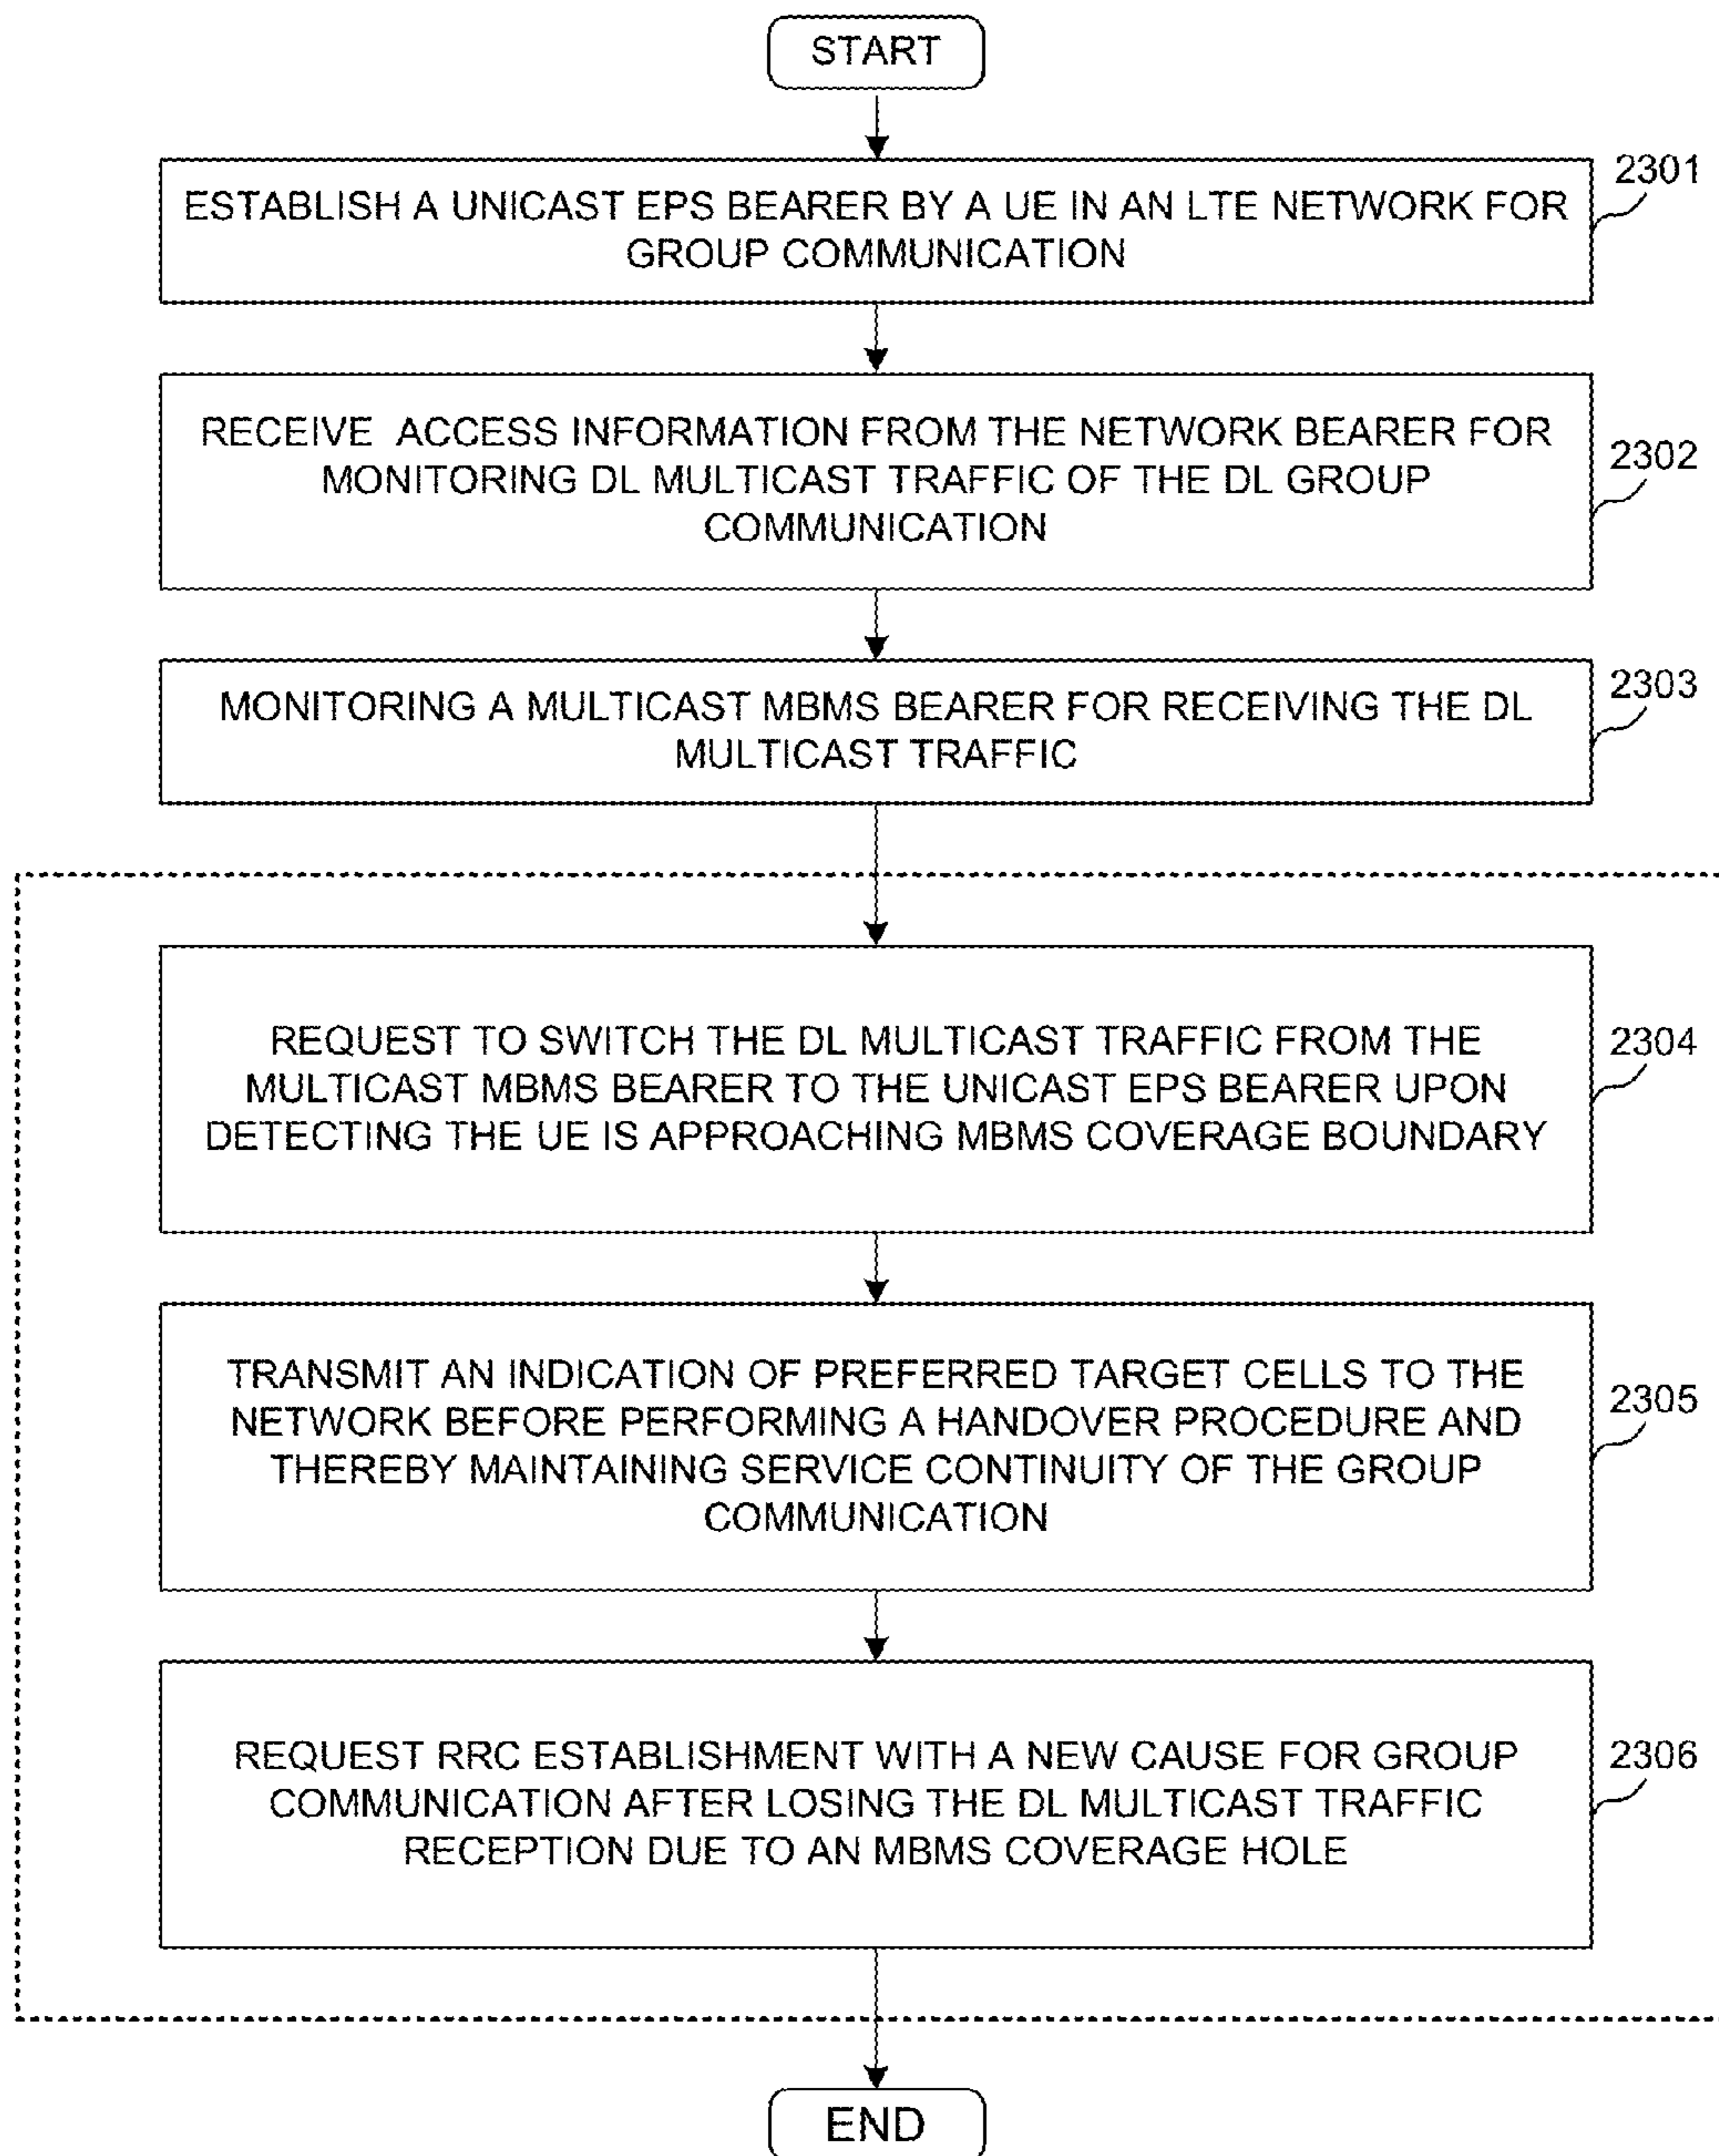 START
2301
ESTABLISH A UNICAST EPS BEARER BY A UE IN AN LTE NETWORK FOR
GROUP COMMUNICATION
RECEIVE ACCESS INFORMATION FROM THE NETWORK BEARER FOR
MONITORING DL MULTICAST TRAFFIC OF THE DL GROUP
COMMUNICATION
2302
MONITORING A MULTICAST MBMS BEARER FOR RECEIVING THE DL
MULTICAST TRAFFIC
2303
REQUEST TO SWITCH THE DL MULTICAST TRAFFIC FROM THE
MULTICAST MBMS BEARER TO THE UNICAST EPS BEARER UPON
DETECTING THE UE IS APPROACHING MBMS COVERAGE BOUNDARY
2304
TRANSMIT AN INDICATION OF PREFERRED TARGET CELLS TO THE
NETWORK BEFORE PERFORMING A HANDOVER PROCEDURE AND
THEREBY MAINTAINING SERVICE CONTINUITY OF THE GROUP
COMMUNICATION
2305
REQUEST RRC ESTABLISHMENT WITH A NEW CAUSE FOR GROUP
COMMUNICATION AFTER LOSING THE DL MULTICAST TRAFFIC
RECEPTION DUE TO AN MBMS COVERAGE HOLE
2306
END